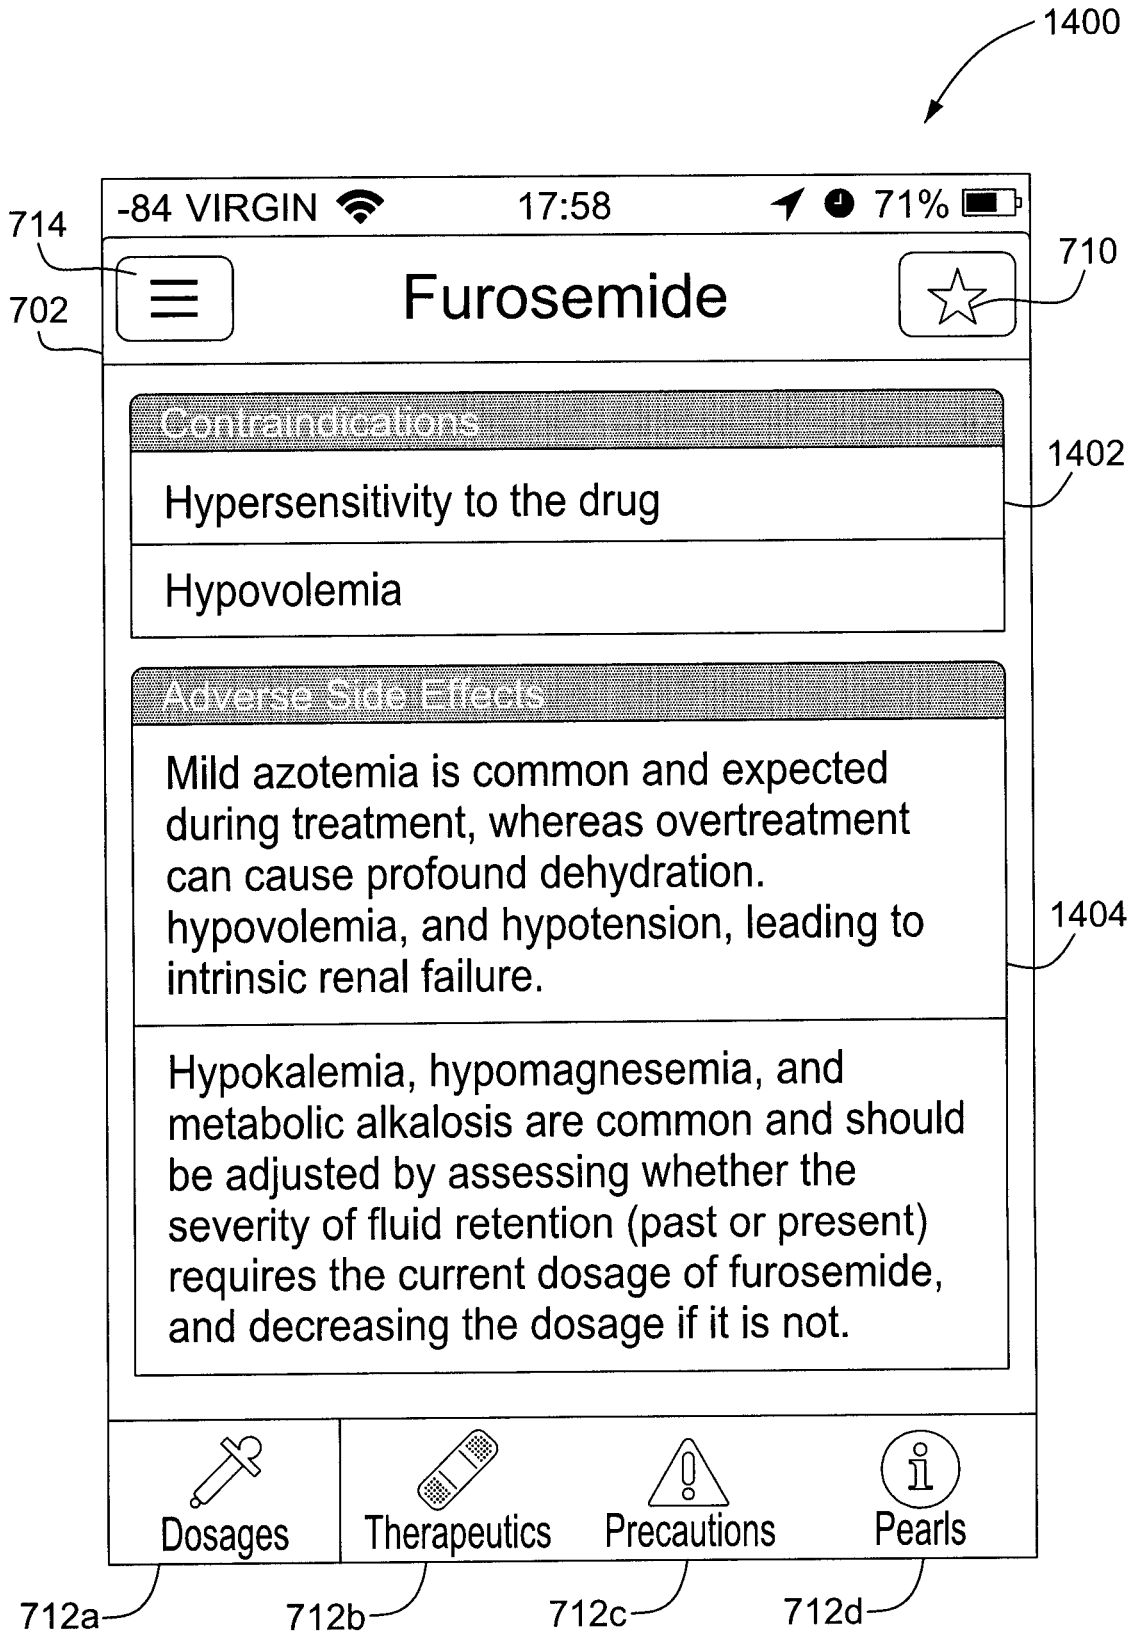 1400
-84 VIRGIN 17:58 71%
714
710
Furosemide
702
Contraindications
1402
Hypersensitivity to the drug
Hypovolemia
Adverse Side Effects
Mild azotemia is common and expected
during treatment, whereas overtreatment
can cause profound dehydration.
hypovolemia, and hypotension, leading to
1404
intrinsic renal failure.
Hypokalemia, hypomagnesemia, and
metabolic alkalosis are common and should
be adjusted by assessing whether the
severity of fluid retention (past or present)
requires the current dosage of furosemide,
and decreasing the dosage if it is not.
Dosages Therapeutics Precautions Pearls
712a 712b 712c 712d